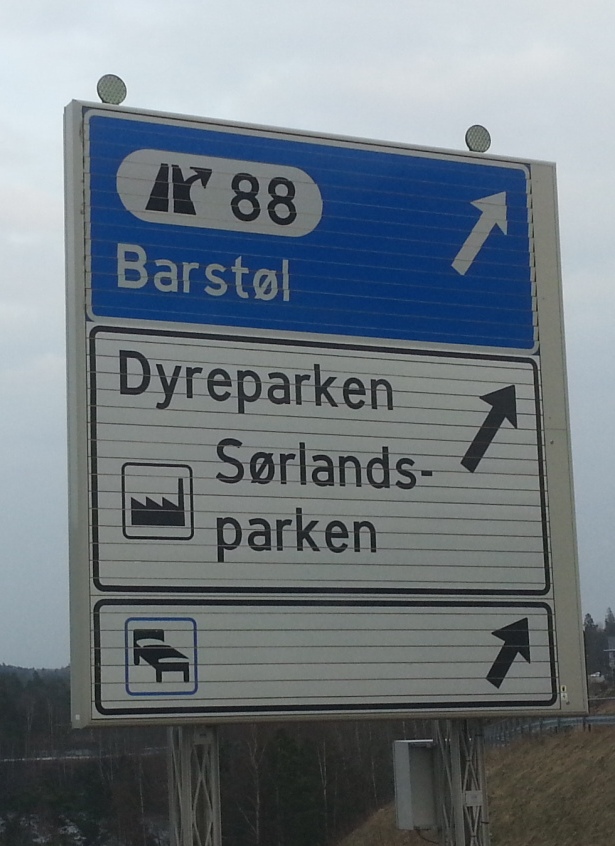 88
Barstøl
Dyreparken
Sørlands-
parken